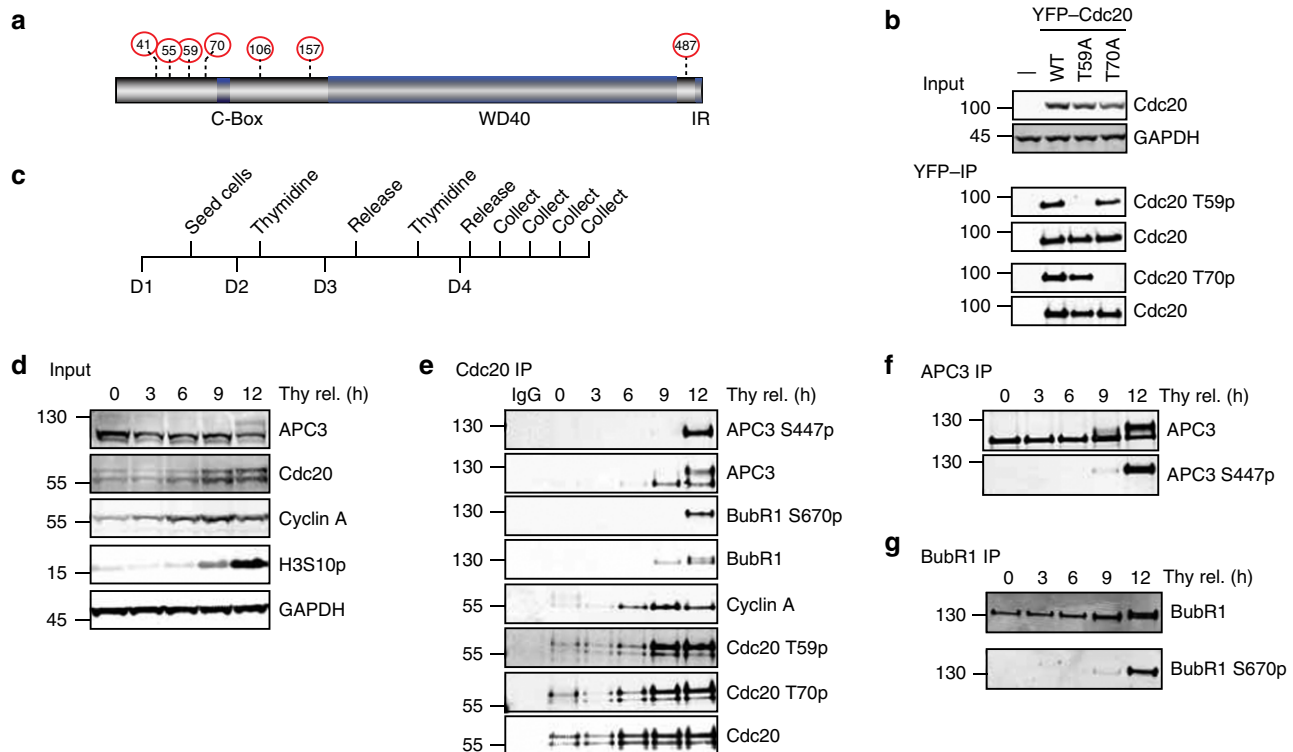 a
41 55 59 70 106 157 487
C-Box WD40 IR
b
YFP–Cdc20
— WT T59A T70A
Input
100 Cdc20
45 GAPDH
YFP–IP
100 Cdc20 T59p
100 Cdc20
100 Cdc20 T70p
100 Cdc20
c
Seed cells Thymidine Release Thymidine Release Collect Collect Collect Collect
D1 D2 D3 D4
d
Input
0 3 6 9 12 Thy rel. (h)
130 APC3
55 Cdc20
55 Cyclin A
15 H3S10p
45 GAPDH
e
Cdc20 IP
IgG 0 3 6 9 12 Thy rel. (h)
130 APC3 S447p
130 APC3
130 BubR1 S670p
130 BubR1
55 Cyclin A
55 Cdc20 T59p
55 Cdc20 T70p
55 Cdc20
f
APC3 IP
0 3 6 9 12 Thy rel. (h)
130 APC3
130 APC3 S447p
g
BubR1 IP
0 3 6 9 12 Thy rel. (h)
130 BubR1
130 BubR1 S670p